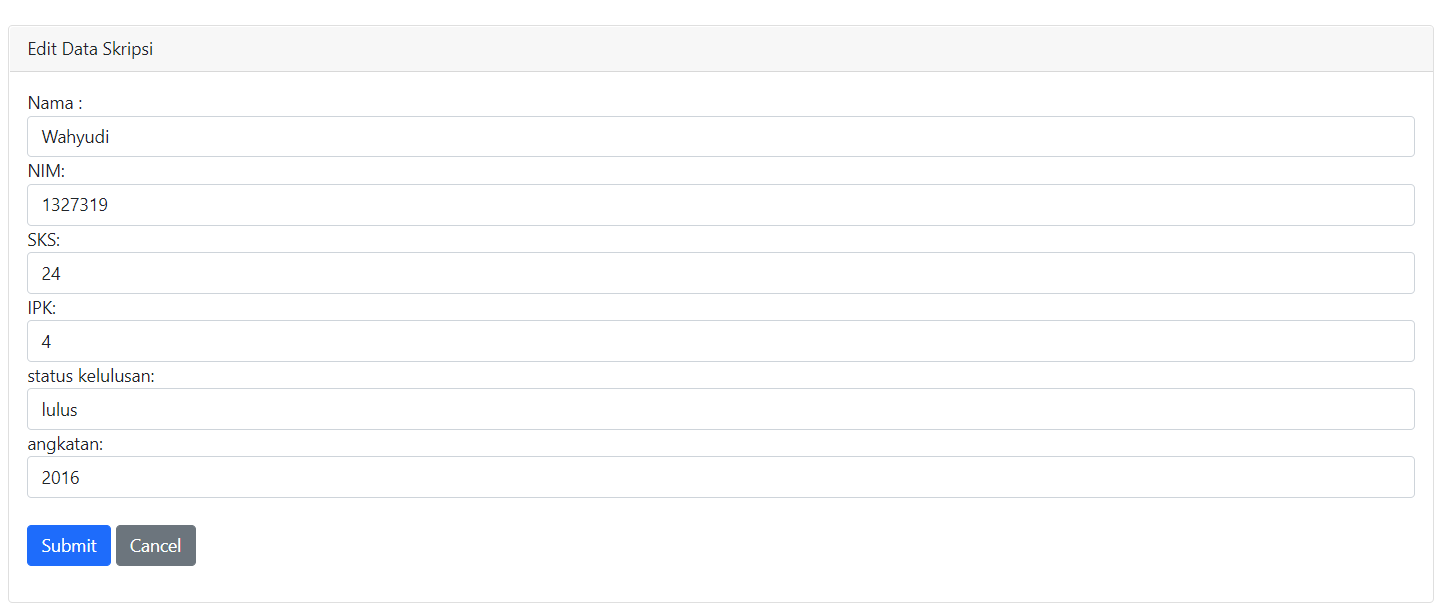 Edit Data Skripsi
Nama :
Wahyudi
NIM:
1327319
SKS:
24
IPK:
4
status kelulusan:
lulus
angkatan:
2016
Submit Cancel